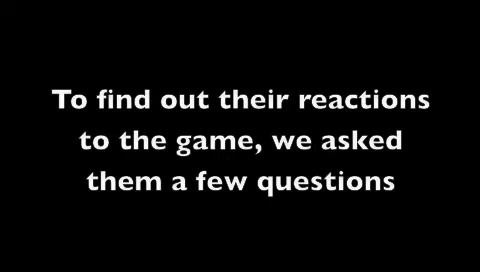 To find out their reactions
to the game, we asked
them a few questions